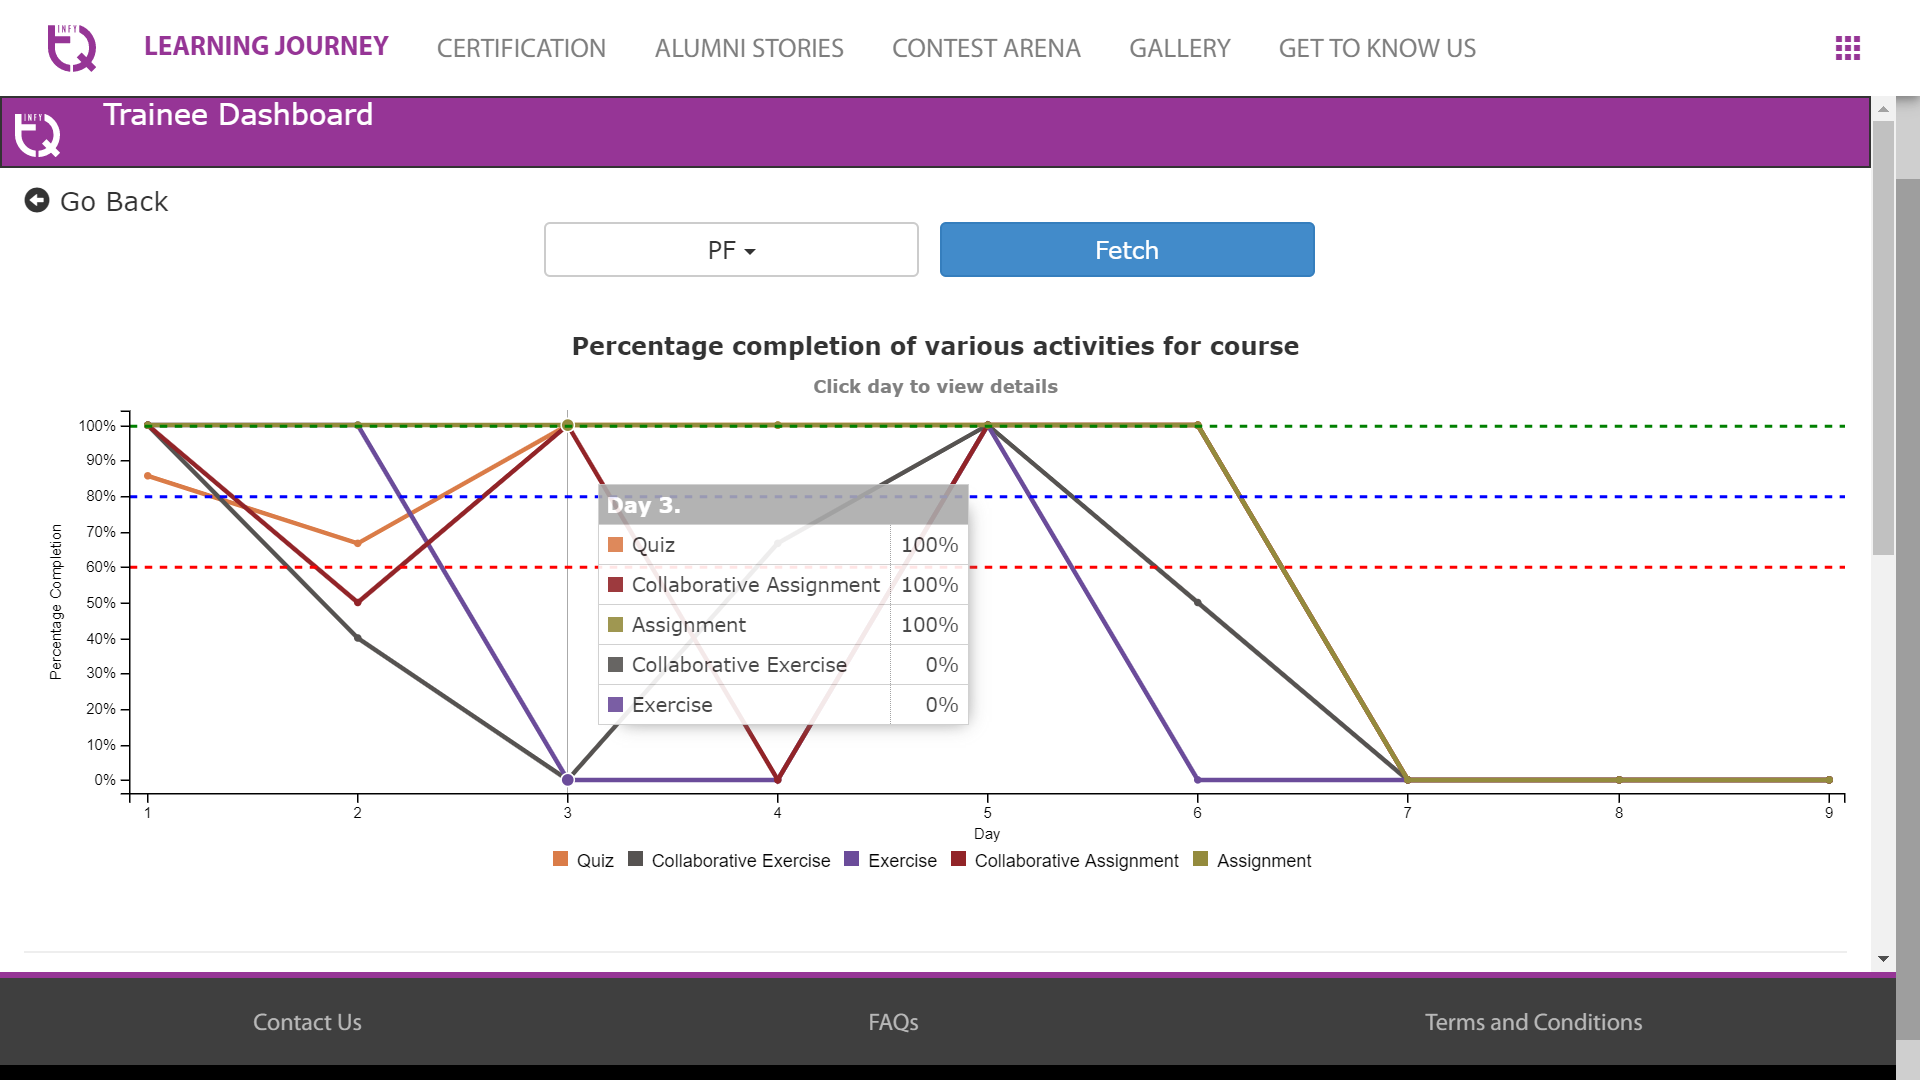 INFY
TQ
LEARNING JOURNEY
CERTIFICATION
ALUMNI STORIES
CONTEST ARENA
GALLERY
GET TO KNOW US
INFY
TQ
Trainee Dashboard
Go Back
PF
Fetch
Percentage completion of various activities for course
Click day to view details
Percentage Completion
100%
90%
80%
70%
60%
50%
40%
30%
20%
10%
0%
Day 3.
Quiz 100%
Collaborative Assignment 100%
Assignment 100%
Collaborative Exercise 0%
Exercise 0%
1 2 3 4 5 6 7 8 9
Day
Quiz Collaborative Exercise Exercise Collaborative Assignment Assignment
Contact Us
FAQs
Terms and Conditions